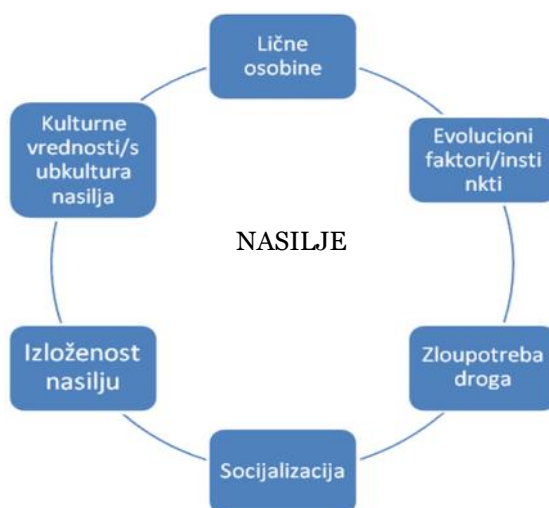 Lične
osobine
Evolucioni
faktori/insti
nkti
Zloupotreba
droga
Socijalizacija
Izloženost
nasilju
Kulturne
vrednosti/s
ubkultura
nasilja
NASILJE